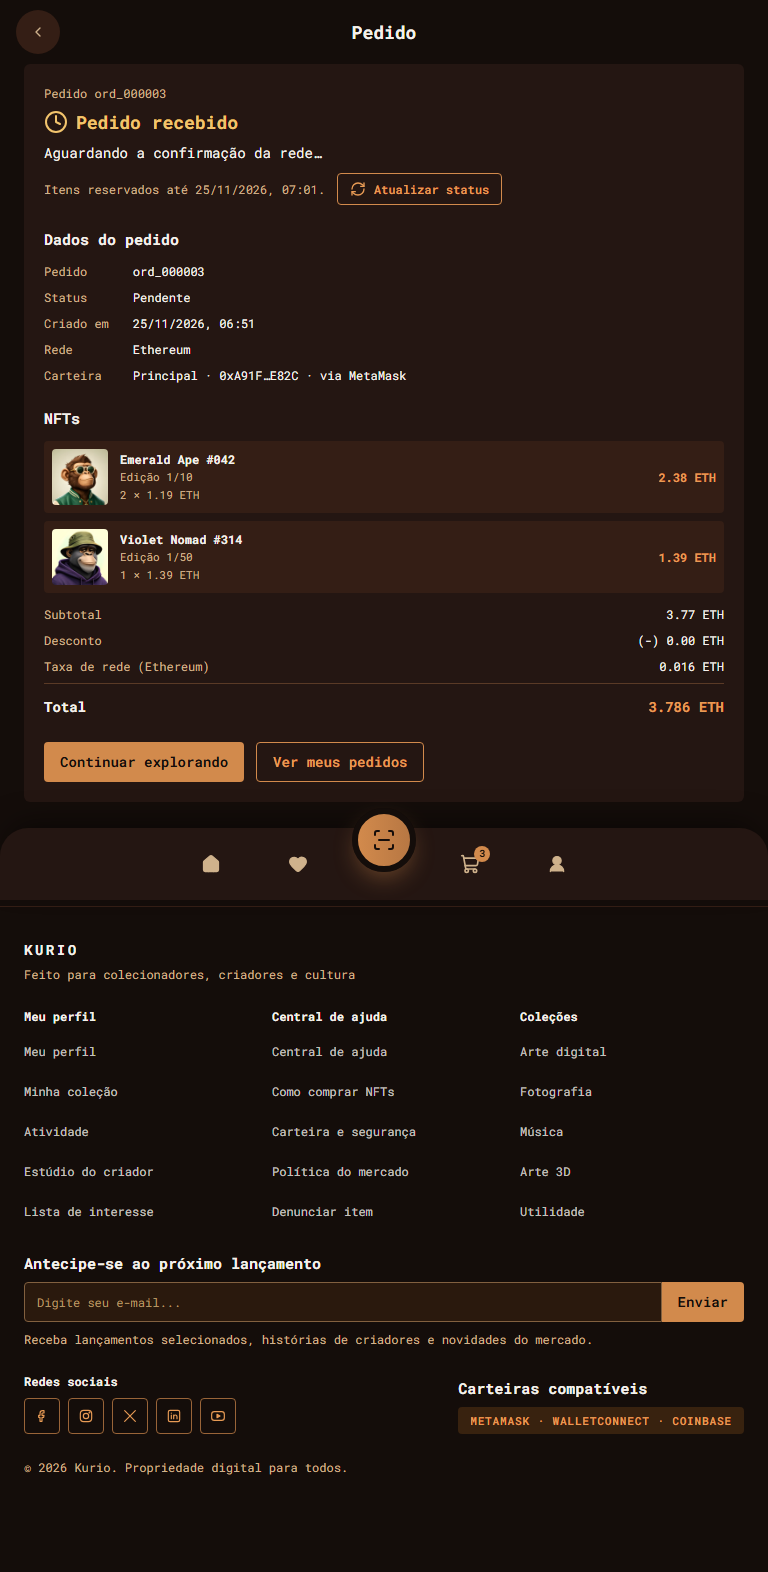 Pedido
Pedido ord_000003
Pedido recebido
Aguardando a confirmação da rede…
Itens reservados até 25/11/2026, 07:01.
Atualizar status
Dados do pedido
Pedido ord_000003
Status Pendente
Criado em 25/11/2026, 06:51
Rede Ethereum
Carteira Principal · 0xA91F…E82C · via MetaMask
NFTs
Emerald Ape #042
Edição 1/10
2 × 1.19 ETH
2.38 ETH
Violet Nomad #314
Edição 1/50
1 × 1.39 ETH
1.39 ETH
Subtotal 3.77 ETH
Desconto (-) 0.00 ETH
Taxa de rede (Ethereum) 0.016 ETH
Total 3.786 ETH
Continuar explorando
Ver meus pedidos
3
KURIO
Feito para colecionadores, criadores e cultura
Meu perfil
Meu perfil
Minha coleção
Atividade
Estúdio do criador
Lista de interesse
Central de ajuda
Central de ajuda
Como comprar NFTs
Carteira e segurança
Política do mercado
Denunciar item
Coleções
Arte digital
Fotografia
Música
Arte 3D
Utilidade
Antecipe-se ao próximo lançamento
Digite seu e-mail...
Enviar
Receba lançamentos selecionados, histórias de criadores e novidades do mercado.
Redes sociais
Carteiras compatíveis
METAMASK · WALLETCONNECT · COINBASE
© 2026 Kurio. Propriedade digital para todos.